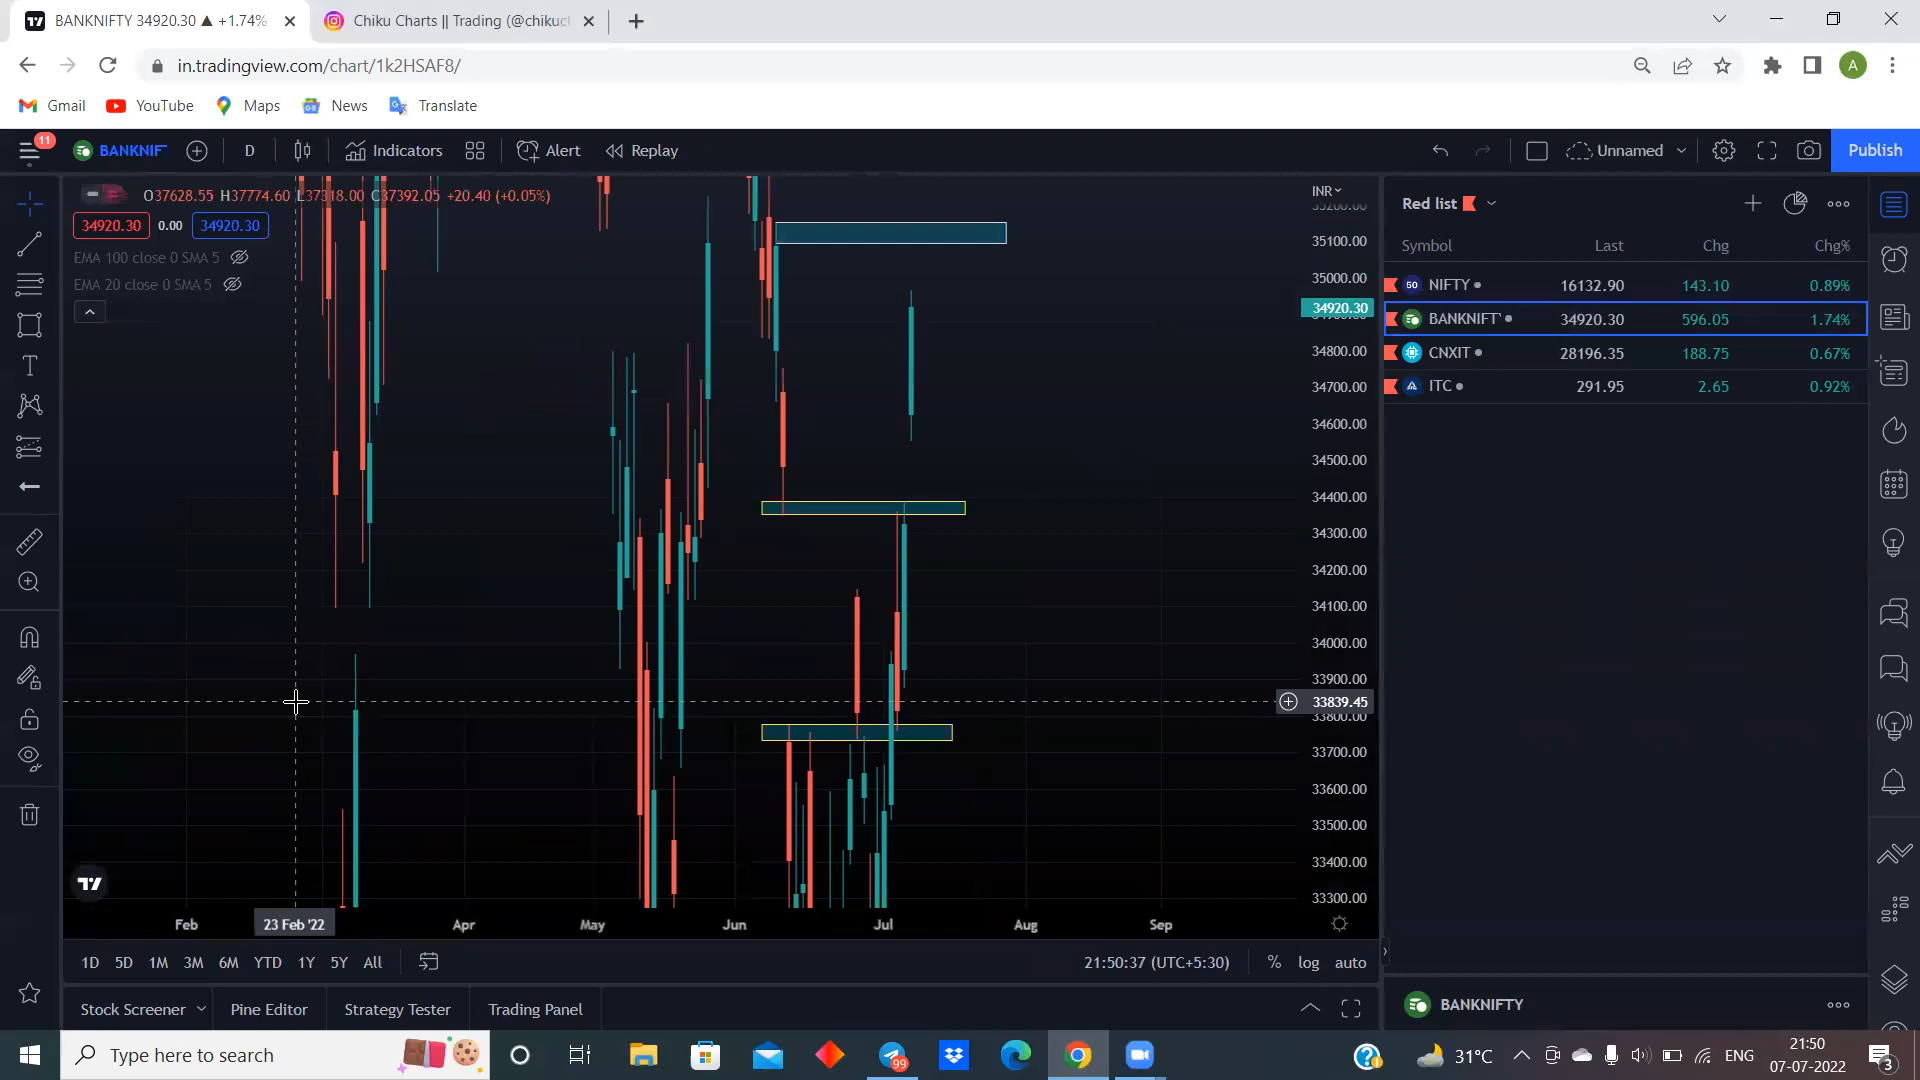 BANKNIFTY 34920.30 ▲ +1.74%
Chiku Charts || Trading (@chikuc
in.tradingview.com/chart/1k2HSAF8/
A
Gmail YouTube Maps News Translate
11
BANKNIF D Indicators Alert Replay Unnamed Publish
O37628.55 H37774.60 L37318.00 C37392.05 +20.40 (+0.05%)
34920.30 0.00 34920.30
EMA 100 close 0 SMA 5
EMA 20 close 0 SMA 5
INR
35200.00
35100.00
35000.00
34920.30
34800.00
34700.00
34600.00
34500.00
34400.00
34300.00
34200.00
34100.00
34000.00
33900.00
33839.45
33800.00
33700.00
33600.00
33500.00
33400.00
33300.00
Feb 23 Feb '22 Apr May Jun Jul Aug Sep
1D 5D 1M 3M 6M YTD 1Y 5Y All 21:50:37 (UTC+5:30) % log auto
Stock Screener Pine Editor Strategy Tester Trading Panel
Red list
Symbol Last Chg Chg%
50 NIFTY 16132.90 143.10 0.89%
BANKNIFTY 34920.30 596.05 1.74%
CNXIT 28196.35 188.75 0.67%
ITC 291.95 2.65 0.92%
BANKNIFTY
Type here to search
99
31°C ENG
21:50
07-07-2022
3